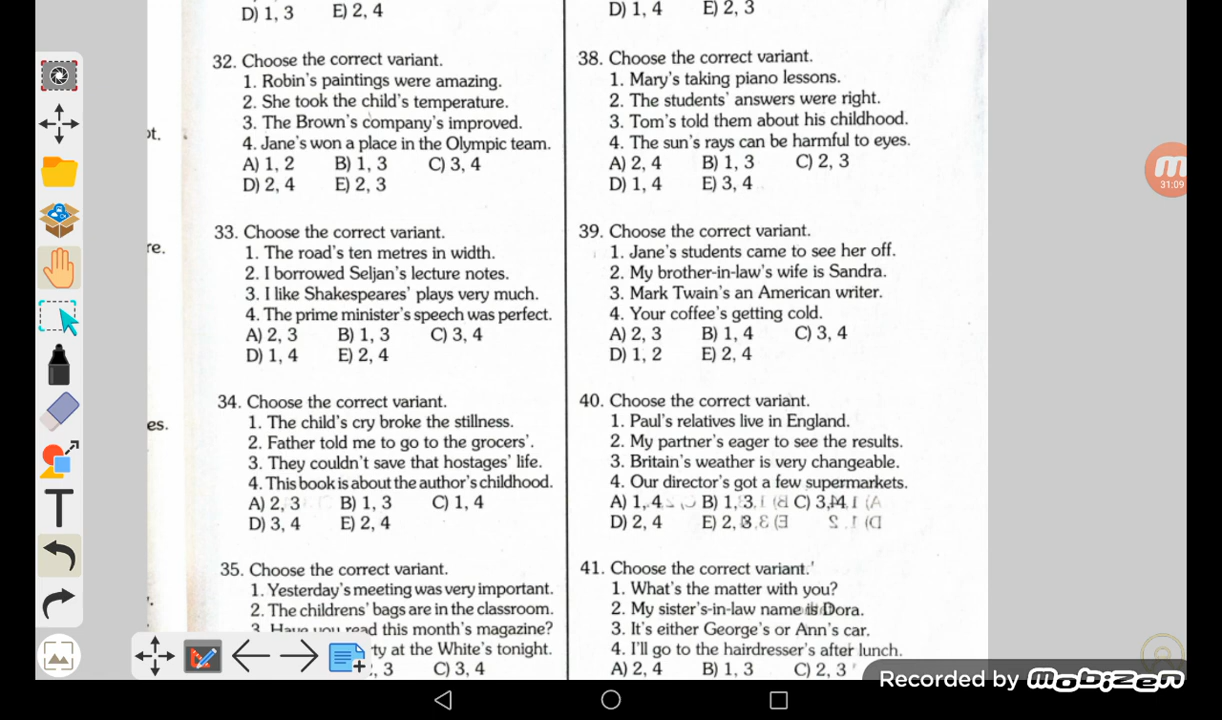 D) 1, 3 E) 2, 4
32. Choose the correct variant.
1. Robin's paintings were amazing.
2. She took the child's temperature.
3. The Brown's company's improved.
4. Jane's won a place in the Olympic team.
A) 1, 2 B) 1, 3 C) 3, 4
D) 2, 4 E) 2, 3
33. Choose the correct variant.
1. The road's ten metres in width.
2. I borrowed Seljan's lecture notes.
3. I like Shakespeares' plays very much.
4. The prime minister's speech was perfect.
A) 2, 3 B) 1, 3 C) 3, 4
D) 1, 4 E) 2, 4
34. Choose the correct variant.
1. The child's cry broke the stillness.
2. Father told me to go to the grocers'.
3. They couldn't save that hostages' life.
4. This book is about the author's childhood.
A) 2, 3 B) 1, 3 C) 1, 4
D) 3, 4 E) 2, 4
35. Choose the correct variant.
1. Yesterday's meeting was very important.
2. The childrens' bags are in the classroom.
3. Have you read this month's magazine?
ty at the White's tonight.
, 3 C) 3, 4
D) 1, 4 E) 2, 3
38. Choose the correct variant.
1. Mary's taking piano lessons.
2. The students' answers were right.
3. Tom's told them about his childhood.
4. The sun's rays can be harmful to eyes.
A) 2, 4 B) 1, 3 C) 2, 3
D) 1, 4 E) 3, 4
39. Choose the correct variant.
1. Jane's students came to see her off.
2. My brother-in-law's wife is Sandra.
3. Mark Twain's an American writer.
4. Your coffee's getting cold.
A) 2, 3 B) 1, 4 C) 3, 4
D) 1, 2 E) 2, 4
40. Choose the correct variant.
1. Paul's relatives live in England.
2. My partner's eager to see the results.
3. Britain's weather is very changeable.
4. Our director's got a few supermarkets.
A) 1, 4 B) 1, 3 C) 3, 4
D) 2, 4 E) 2, 3
41. Choose the correct variant.
1. What's the matter with you?
2. My sister's-in-law name is Dora.
3. It's either George's or Ann's car.
4. I'll go to the hairdresser's after lunch.
A) 2, 4 B) 1, 3 C) 2, 3
ot.
re.
es.
T
31:09
Recorded by mobizen